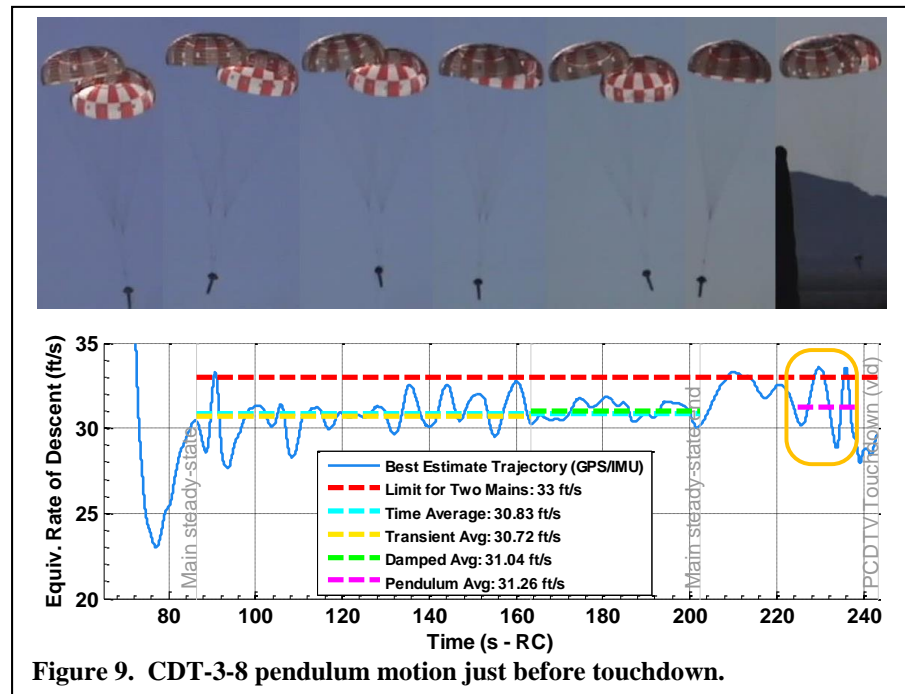 35
30
25
20
Equiv. Rate of Descent (ft/s)
Main steady-state
Main steady-state end
PCDTV Touchdown (vid)
Best Estimate Trajectory (GPS/IMU)
Limit for Two Mains: 33 ft/s
Time Average: 30.83 ft/s
Transient Avg: 30.72 ft/s
Damped Avg: 31.04 ft/s
Pendulum Avg: 31.26 ft/s
80 100 120 140 160 180 200 220 240
Time (s - RC)
Figure 9. CDT-3-8 pendulum motion just before touchdown.